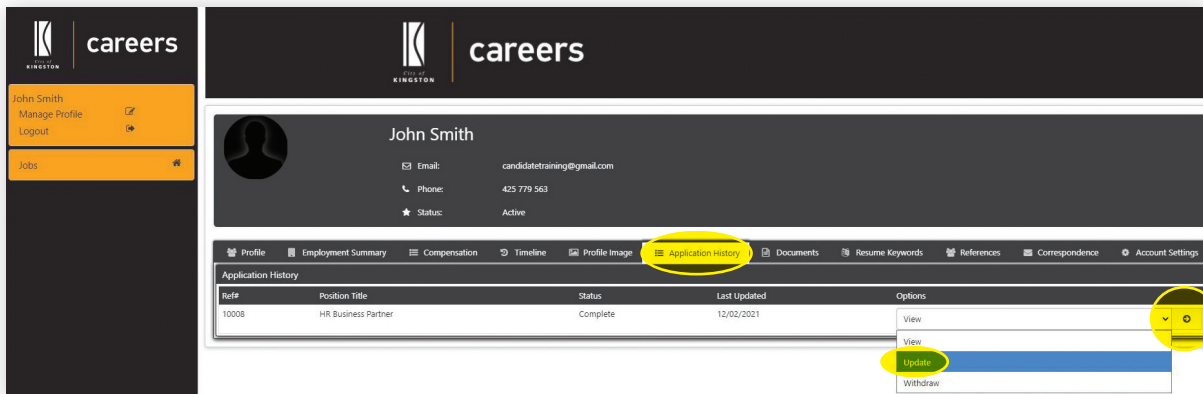 careers
City of
KINGSTON
John Smith
Manage Profile
Logout
Jobs
careers
City of
KINGSTON
John Smith
Email: candidatetraining@gmail.com
Phone: 425 779 563
Status: Active
Profile Employment Summary Compensation Timeline Profile Image Application History Documents Resume Keywords References Correspondence Account Settings
Application History
Ref# Position Title Status Last Updated Options
10008 HR Business Partner Complete 12/02/2021 View
View
Update
Withdraw